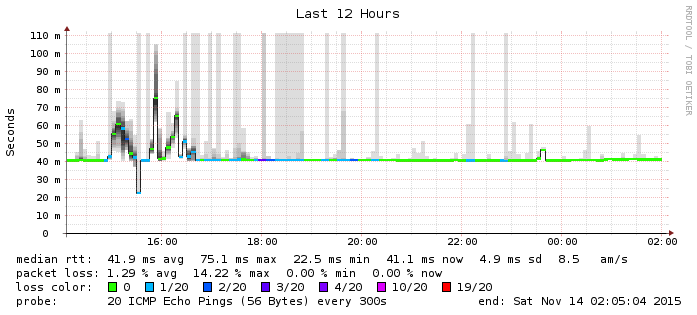 Last 12 Hours
RRDTOOL / TOBI OETIKER
Seconds
110 m
100 m
90 m
80 m
70 m
60 m
50 m
40 m
30 m
20 m
10 m
0
16:00 18:00 20:00 22:00 00:00 02:00
median rtt: 41.9 ms avg 75.1 ms max 22.5 ms min 41.1 ms now 4.9 ms sd 8.5 am/s
packet loss: 1.29 % avg 14.22 % max 0.00 % min 0.00 % now
loss color: 0 1/20 2/20 3/20 4/20 10/20 19/20
probe: 20 ICMP Echo Pings (56 Bytes) every 300s end: Sat Nov 14 02:05:04 2015